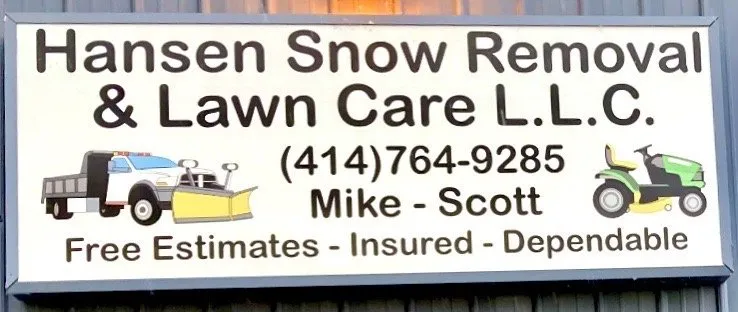 Hansen Snow Removal
& Lawn Care L.L.C.
(414)764-9285
Mike - Scott
Free Estimates - Insured - Dependable